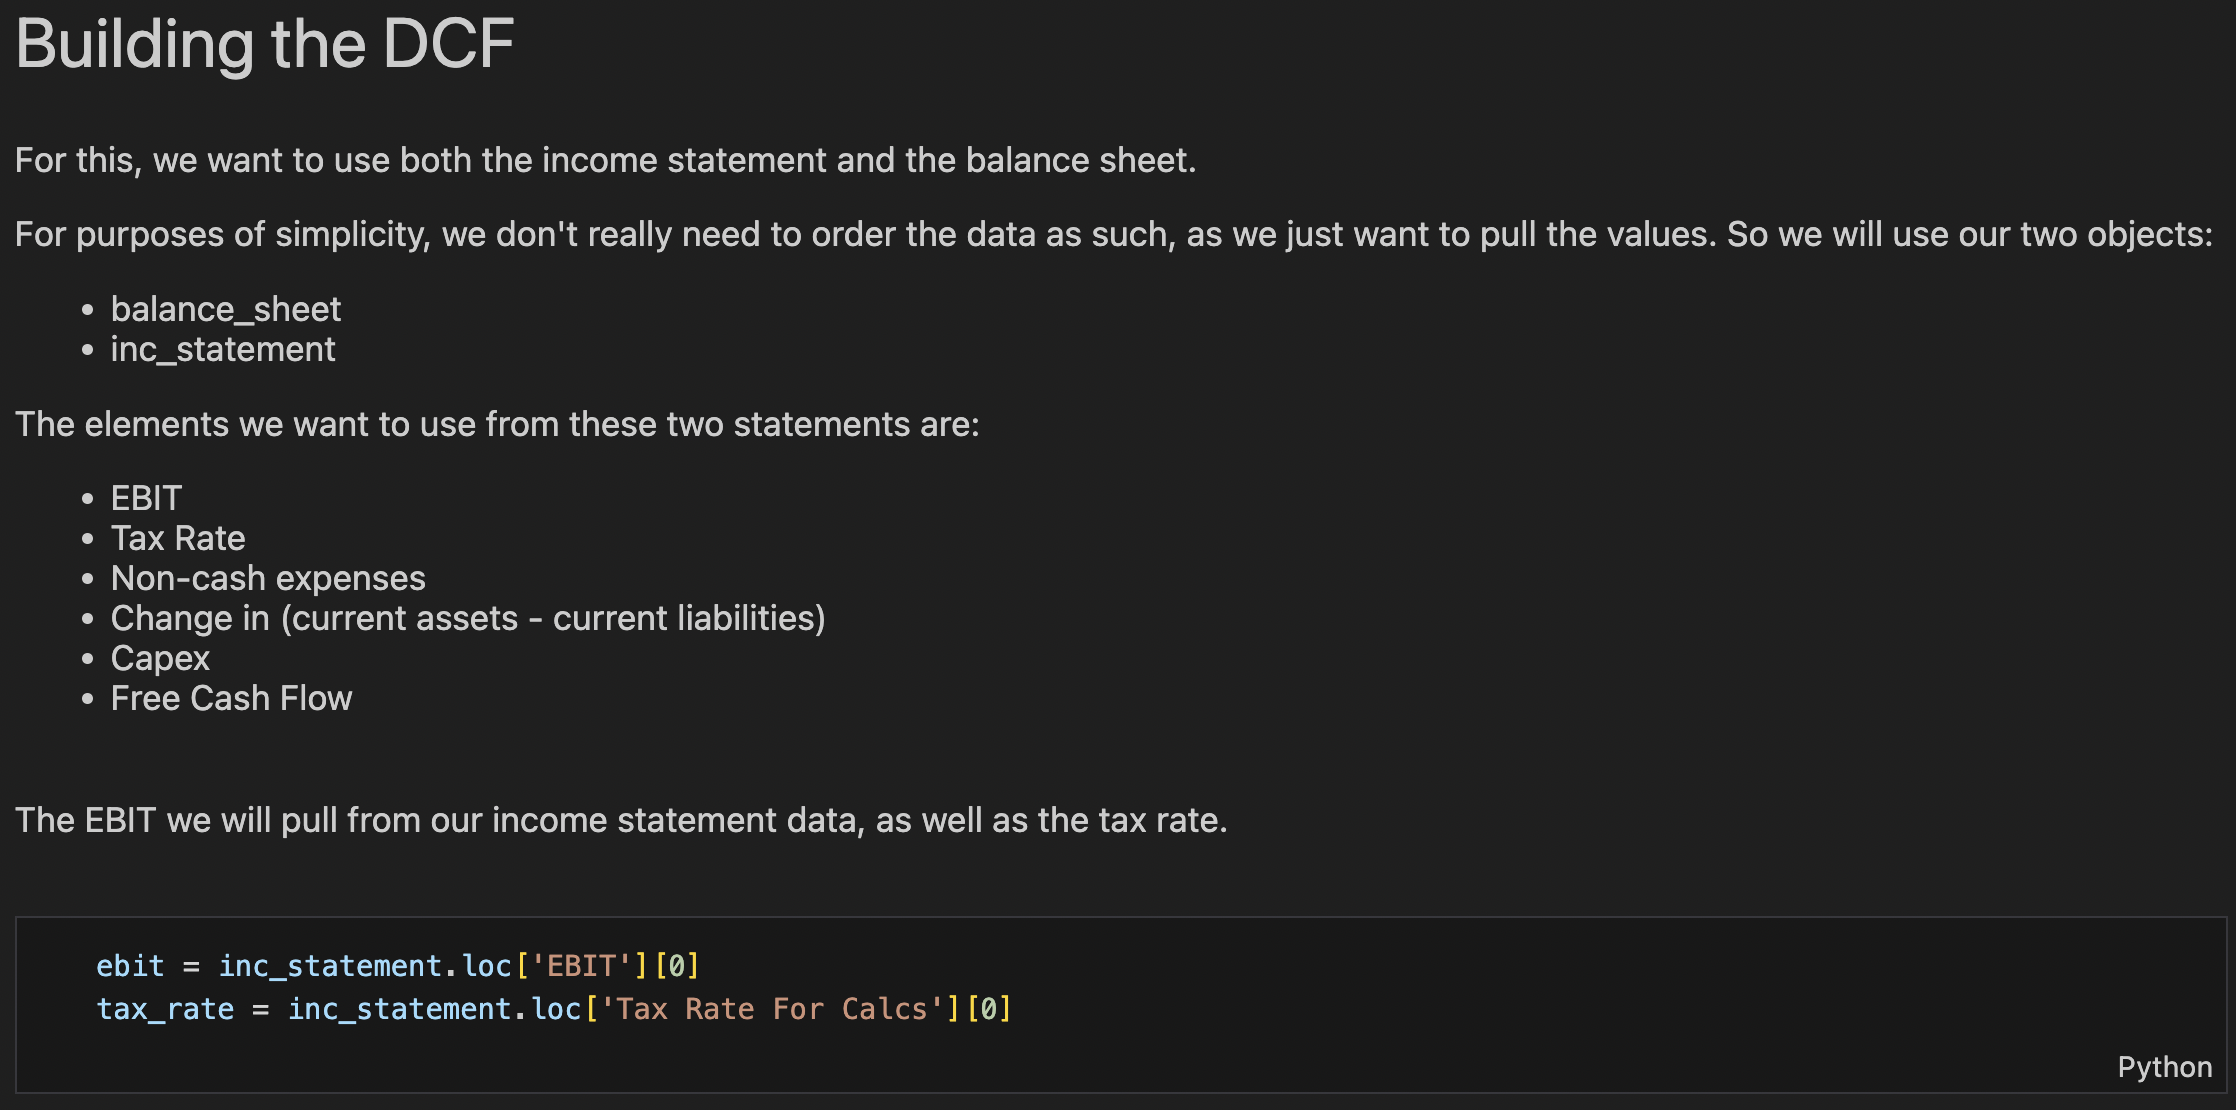 Building the DCF
For this, we want to use both the income statement and the balance sheet.
For purposes of simplicity, we don't really need to order the data as such, as we just want to pull the values. So we will use our two objects:
• balance_sheet
• inc_statement
The elements we want to use from these two statements are:
• EBIT
• Tax Rate
• Non-cash expenses
• Change in (current assets - current liabilities)
• Capex
• Free Cash Flow
The EBIT we will pull from our income statement data, as well as the tax rate.
ebit = inc_statement.loc['EBIT'][0]
tax_rate = inc_statement.loc['Tax Rate For Calcs'][0]
Python